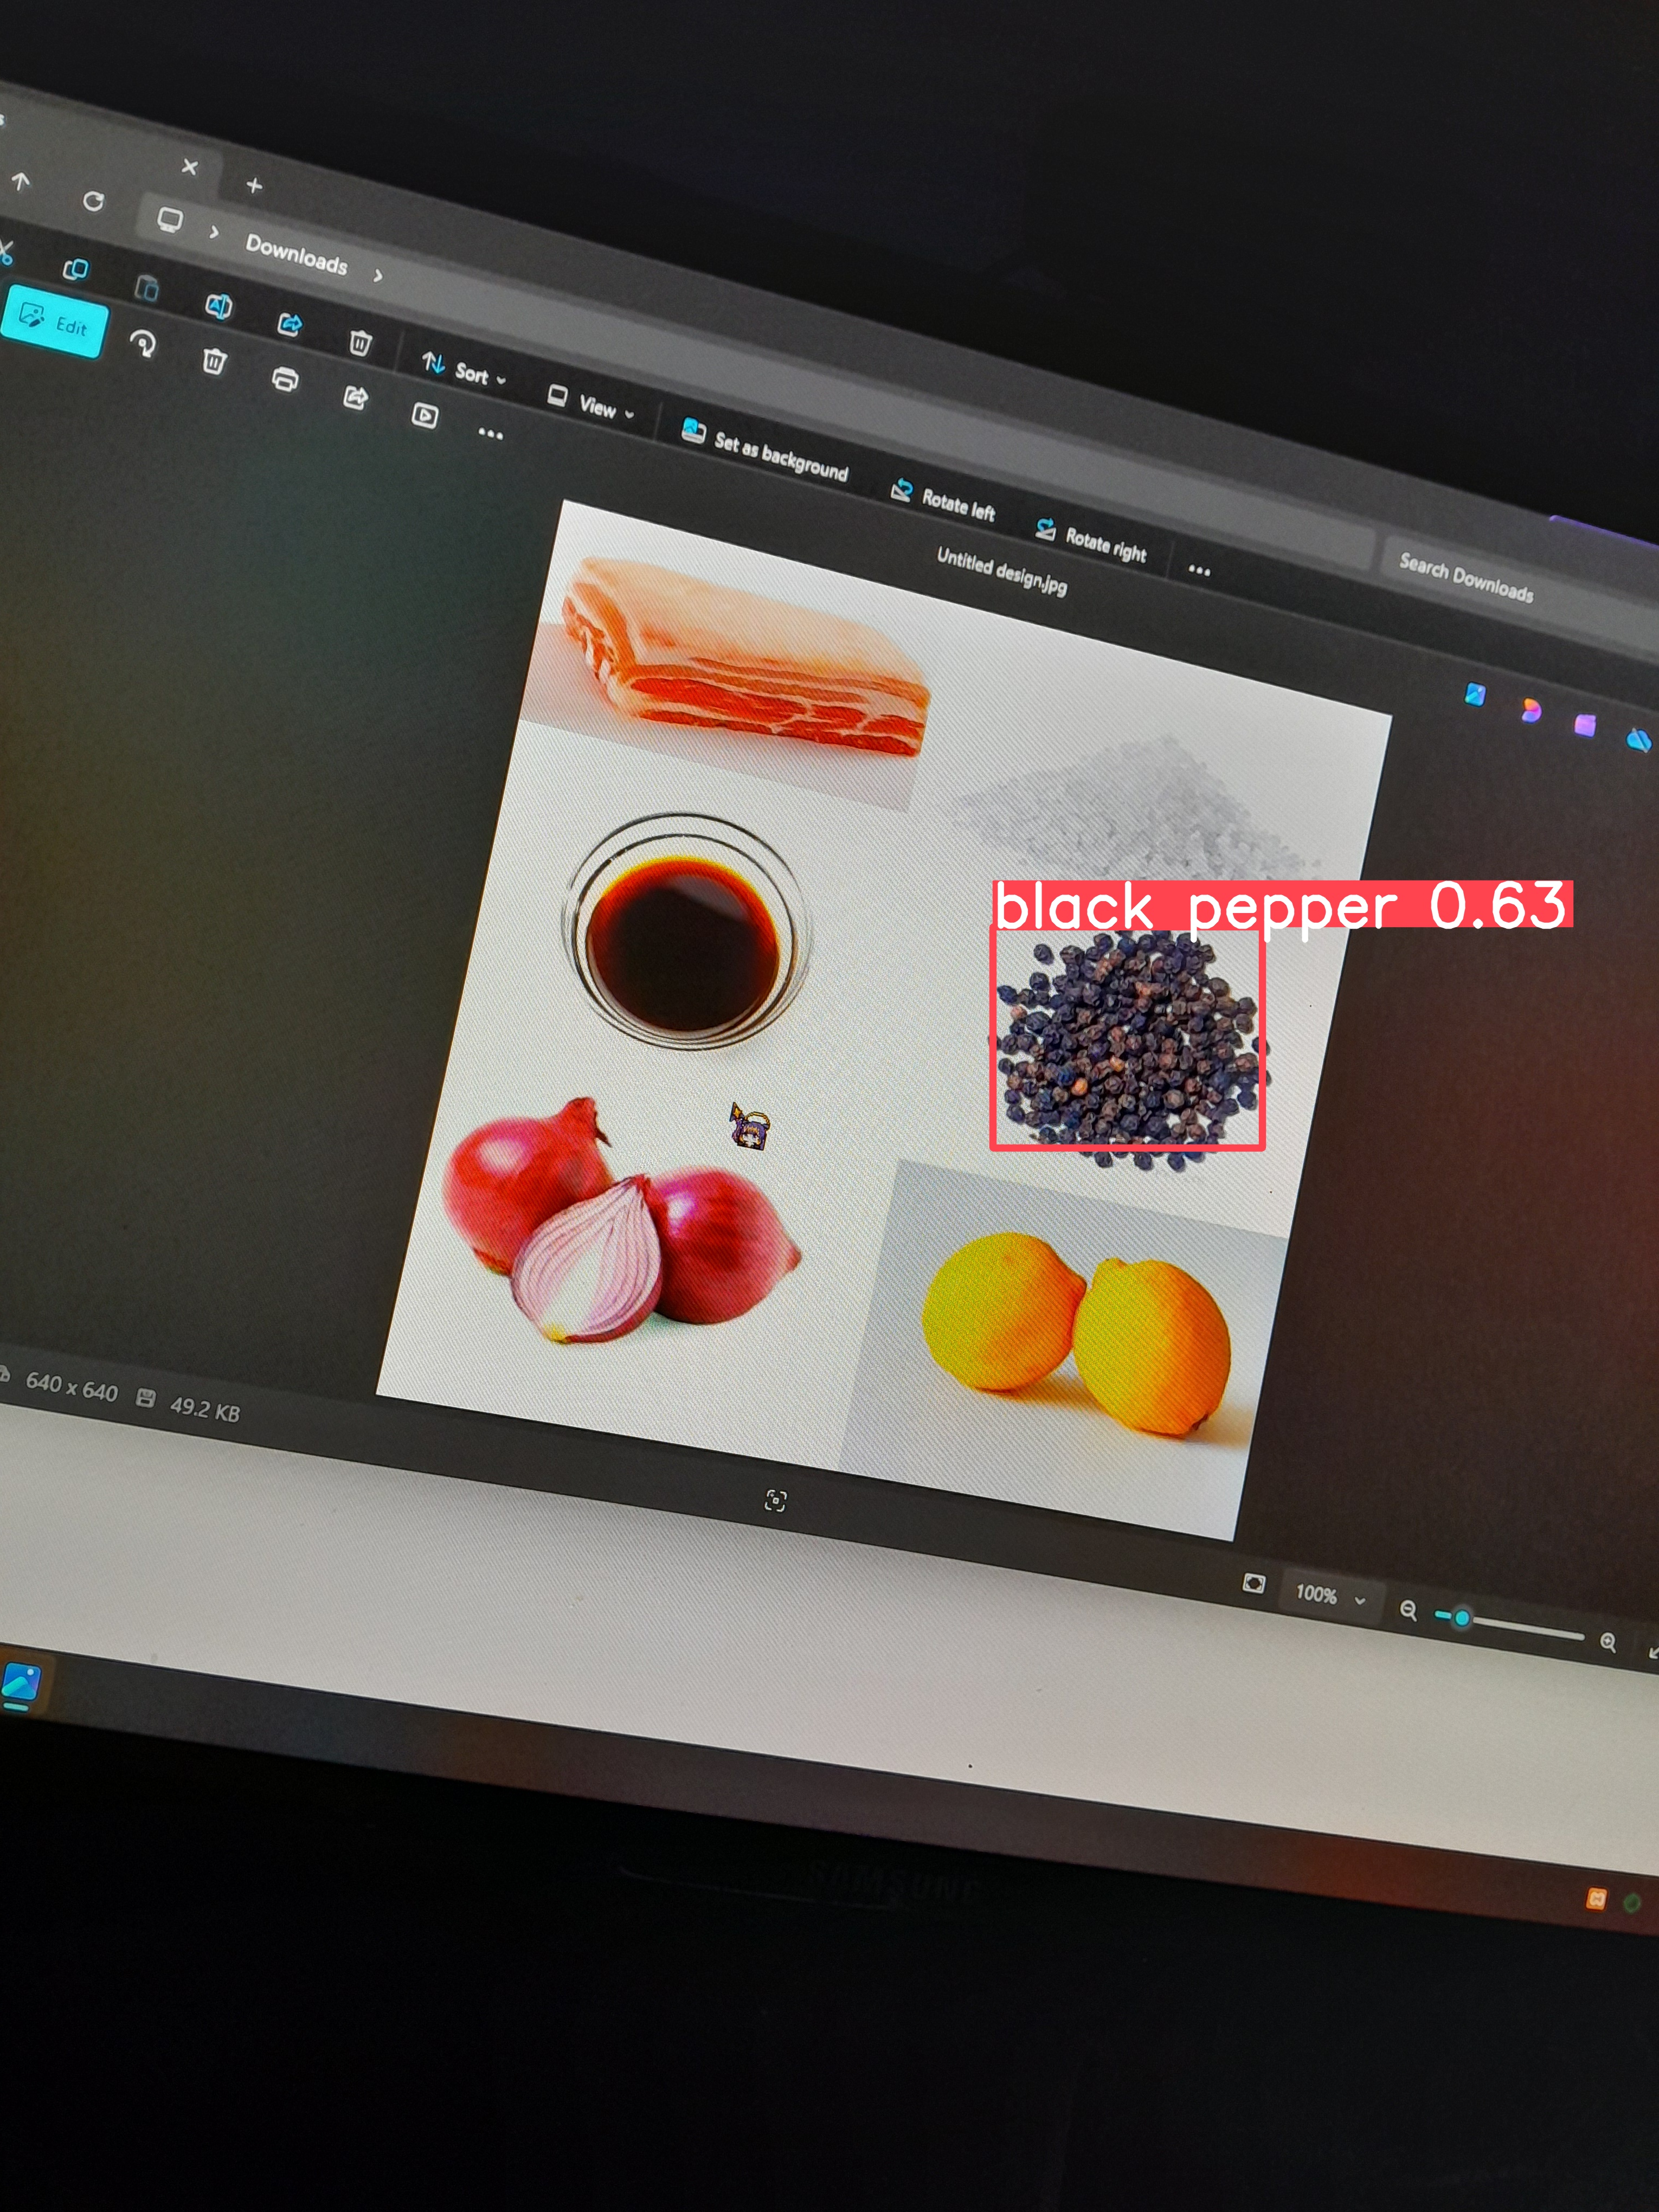 Downloads
Edit
Sort
View
Set as background
Rotate left
Rotate right
Search Downloads
Untitled design.jpg
black pepper 0.63
640 x 640
49.2 KB
100%
SAMSUNG